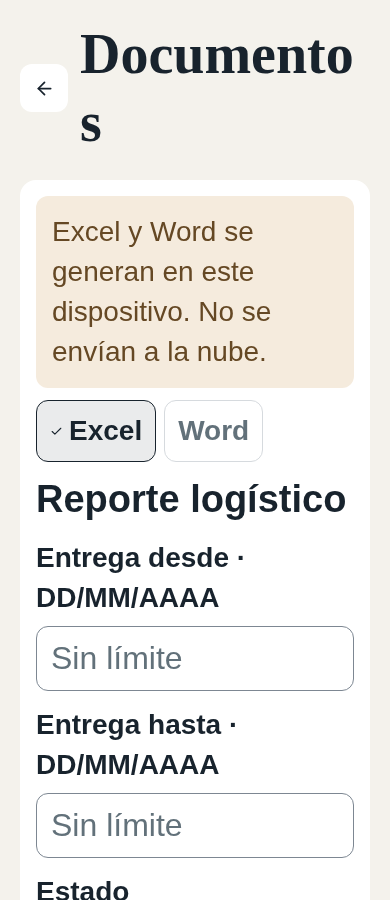 Documento
s
Excel y Word se
generan en este
dispositivo. No se
envían a la nube.
Excel
Word
Reporte logístico
Entrega desde ·
DD/MM/AAAA
Sin límite
Entrega hasta ·
DD/MM/AAAA
Sin límite
Estado